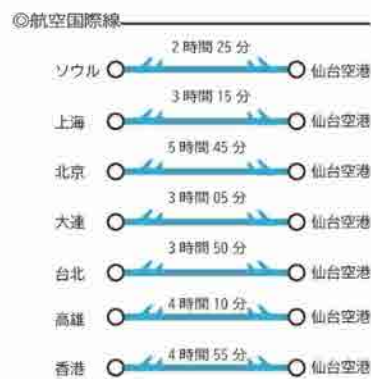 ◎航空国際線
2時間25分
ソウル 仙台空港
3時間15分
上海 仙台空港
5時間45分
北京 仙台空港
3時間05分
大連 仙台空港
3時間50分
台北 仙台空港
4時間10分
高雄 仙台空港
4時間55分
香港 仙台空港